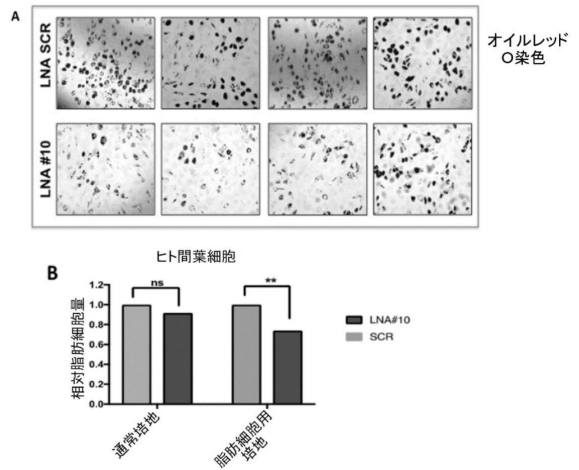 A
LNA SCR
LNA #10
オイルレッド
O染色
ヒト間葉細胞
B
相対脂肪細胞量
1.2
1.0
0.8
0.6
0.4
0.2
0.0
ns
**
通常培地
脂肪細胞用
培地
LNA#10
SCR